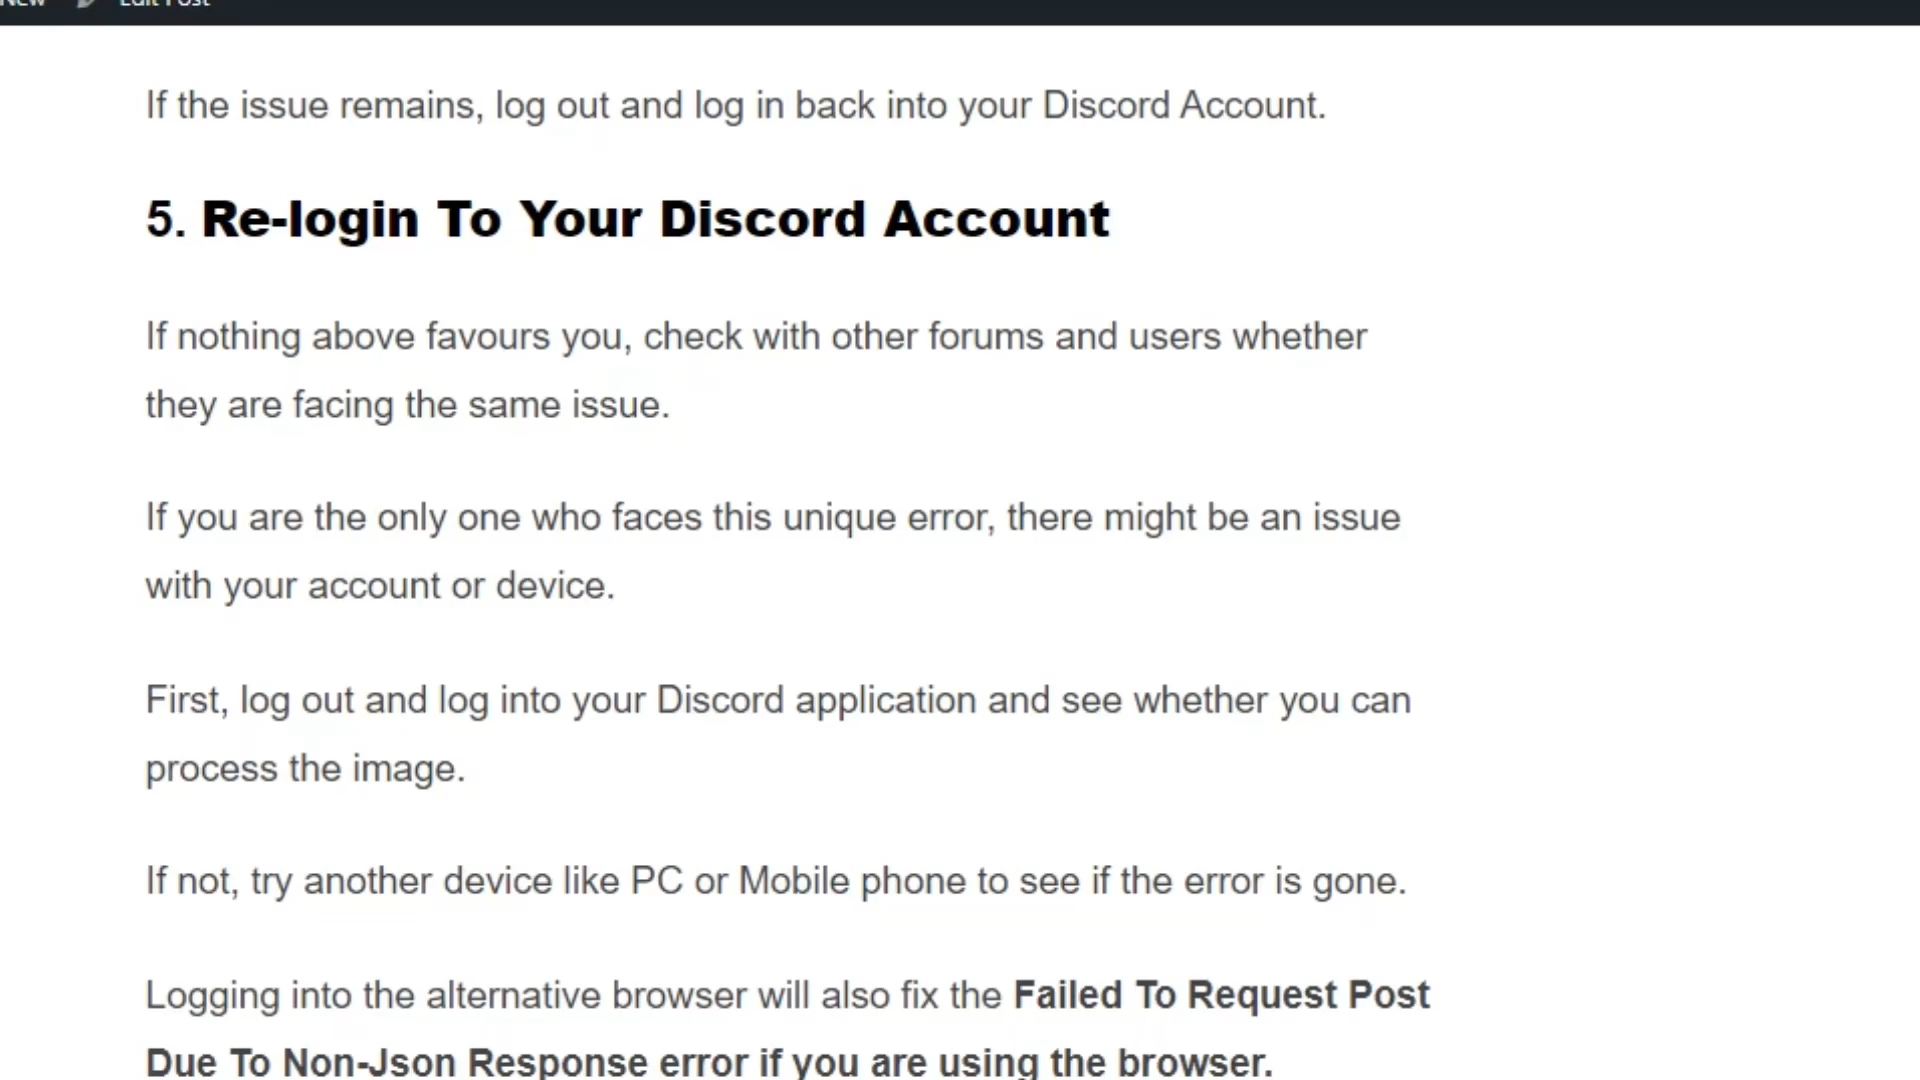 New Edit Post
If the issue remains, log out and log in back into your Discord Account.
5. Re-login To Your Discord Account
If nothing above favours you, check with other forums and users whether
they are facing the same issue.
If you are the only one who faces this unique error, there might be an issue
with your account or device.
First, log out and log into your Discord application and see whether you can
process the image.
If not, try another device like PC or Mobile phone to see if the error is gone.
Logging into the alternative browser will also fix the Failed To Request Post
Due To Non-Json Response error if you are using the browser.